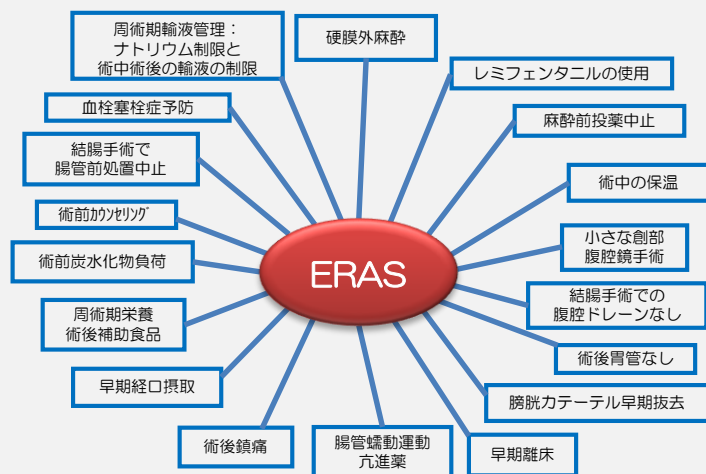 周術期輸液管理：
ナトリウム制限と
術中術後の輸液の制限
硬膜外麻酔
レミフェンタニルの使用
血栓塞栓症予防
麻酔前投薬中止
結腸手術で
腸管前処置中止
術中の保温
術前ｶｳﾝｾﾘﾝｸﾞ
小さな創部
腹腔鏡手術
術前炭水化物負荷
ERAS
結腸手術での
腹腔ドレーンなし
周術期栄養
術後補助食品
術後胃管なし
早期経口摂取
膀胱カテーテル早期抜去
術後鎮痛
腸管蠕動運動
亢進薬
早期離床